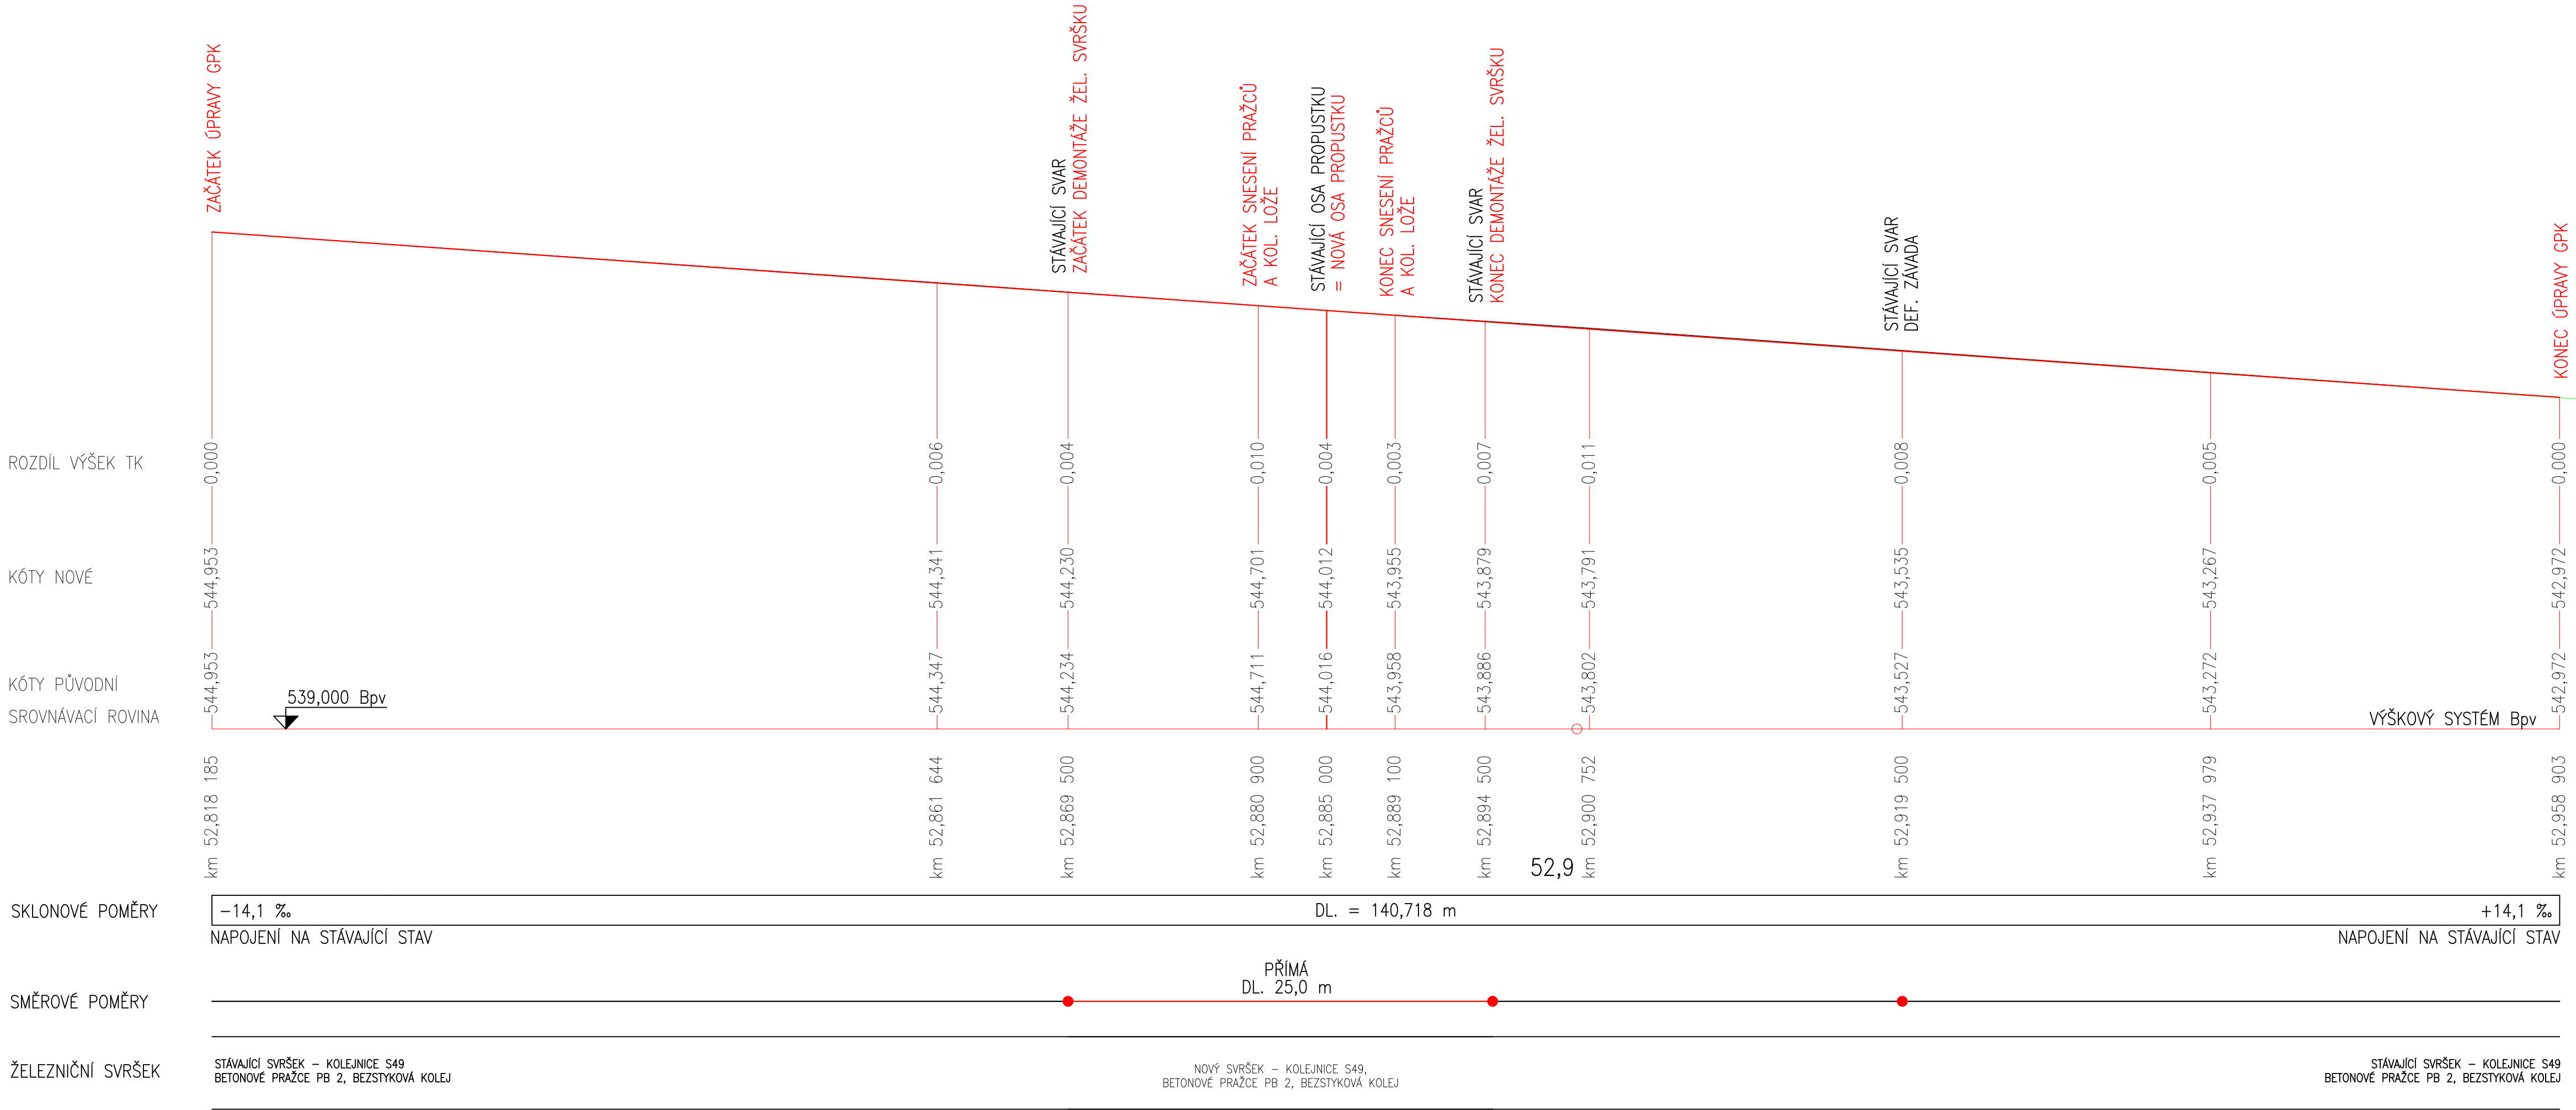 ZAČÁTEK ÚPRAVY GPK
STÁVAJÍCÍ SVAR
ZAČÁTEK DEMONTÁŽE ŽEL. SVRŠKU
ZAČÁTEK SNESENÍ PRAŽCŮ
A KOL. LOŽE
STÁVAJÍCÍ OSA PROPUSTKU
= NOVÁ OSA PROPUSTKU
KONEC SNESENÍ PRAŽCŮ
A KOL. LOŽE
STÁVAJÍCÍ SVAR
KONEC DEMONTÁŽE ŽEL. SVRŠKU
STÁVAJÍCÍ SVAR
DEF. ZÁVADA
KONEC ÚPRAVY GPK
ROZDÍL VÝŠEK TK
0,000
0,006
0,004
0,010
0,004
0,003
0,007
0,011
0,008
0,005
0,000
KÓTY NOVÉ
544,953
544,341
544,230
544,701
544,012
543,955
543,879
543,791
543,535
543,267
542,972
KÓTY PŮVODNÍ
544,953
544,347
544,234
544,711
544,016
543,958
543,886
543,802
543,527
543,272
542,972
SROVNÁVACÍ ROVINA
539,000 Bpv
VÝŠKOVÝ SYSTÉM Bpv
km 52,818 185
km 52,861 644
km 52,869 500
km 52,880 900
km 52,885 000
km 52,889 100
km 52,894 500
52,9
km 52,900 752
km 52,919 500
km 52,937 979
km 52,958 903
SKLONOVÉ POMĚRY
−14,1 ‰
DL. = 140,718 m
+14,1 ‰
NAPOJENÍ NA STÁVAJÍCÍ STAV
NAPOJENÍ NA STÁVAJÍCÍ STAV
SMĚROVÉ POMĚRY
PŘÍMÁ
DL. 25,0 m
ŽELEZNIČNÍ SVRŠEK
STÁVAJÍCÍ SVRŠEK – KOLEJNICE S49
BETONOVÉ PRAŽCE PB 2, BEZSTYKOVÁ KOLEJ
NOVÝ SVRŠEK – KOLEJNICE S49,
BETONOVÉ PRAŽCE PB 2, BEZSTYKOVÁ KOLEJ
STÁVAJÍCÍ SVRŠEK – KOLEJNICE S49
BETONOVÉ PRAŽCE PB 2, BEZSTYKOVÁ KOLEJ